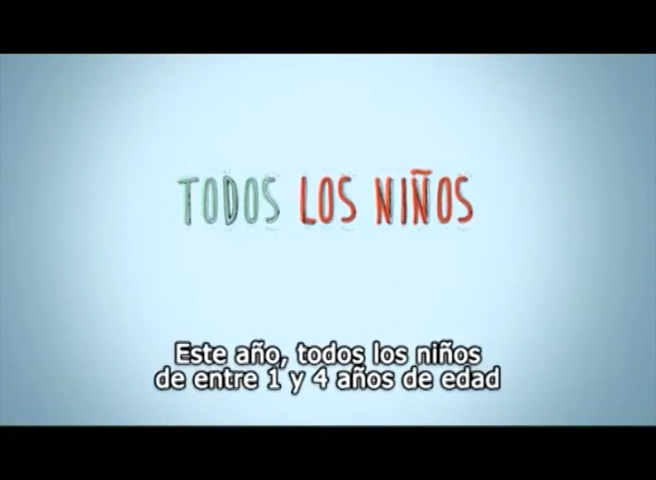 TODOS LOS NIÑOS
Este año, todos los niños
de entre 1 y 4 años de edad